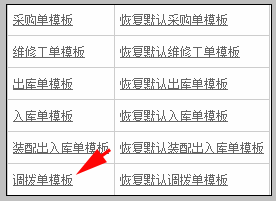 采购单模板 恢复默认采购单模板
维修工单模板 恢复默认维修工单模板
出库单模板 恢复默认出库单模板
入库单模板 恢复默认入库单模板
装配出入库单模板 恢复默认装配出入库单模板
调拨单模板 恢复默认调拨单模板